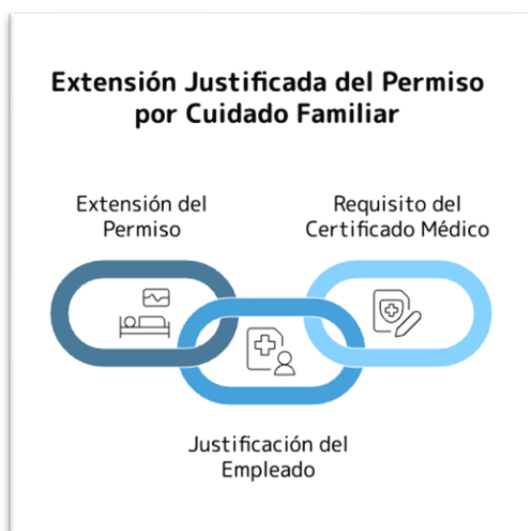 Extensión Justificada del Permiso
por Cuidado Familiar
Extensión del
Permiso
Requisito del
Certificado Médico
Justificación del
Empleado